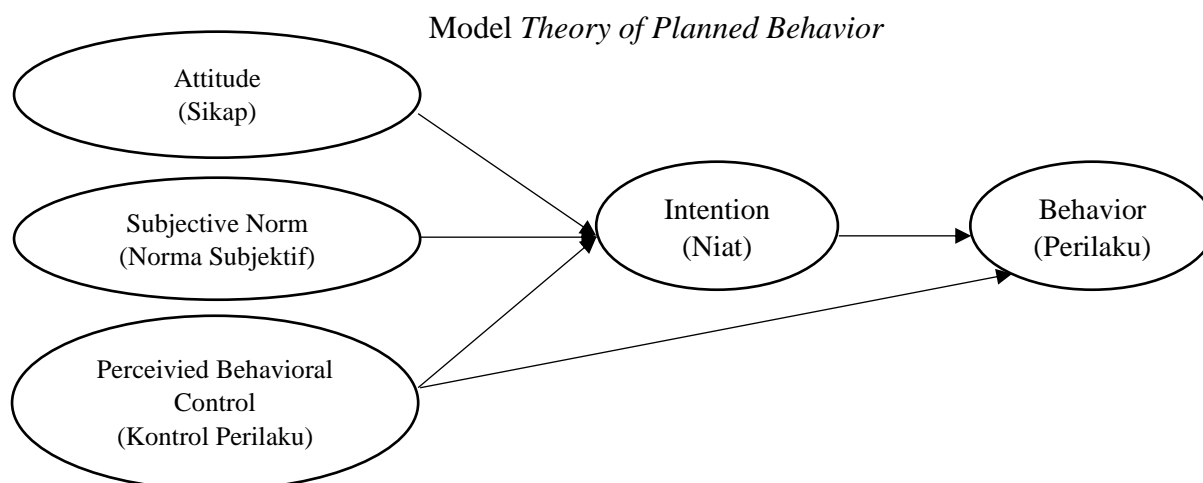 Model Theory of Planned Behavior
Attitude
(Sikap)
Subjective Norm
(Norma Subjektif)
Perceivied Behavioral
Control
(Kontrol Perilaku)
Intention
(Niat)
Behavior
(Perilaku)